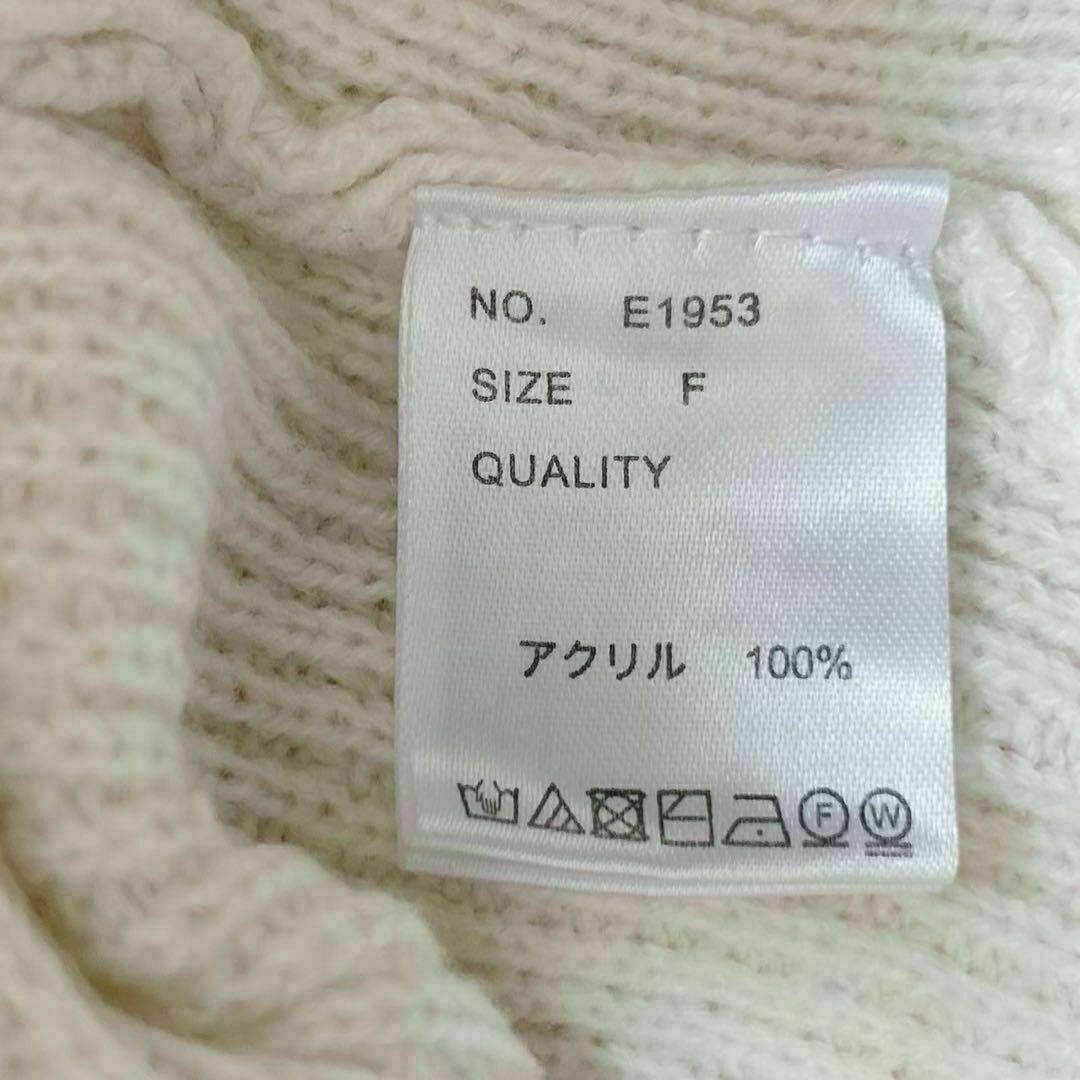 NO. E1953
SIZE F
QUALITY
アクリル 100%
F W